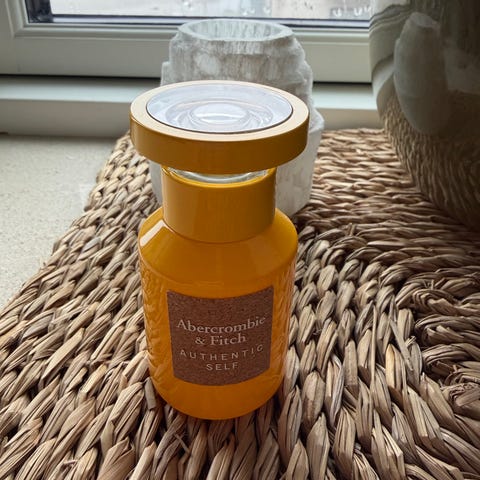 Abercrombie
& Fitch
AUTHENTIC
SELF